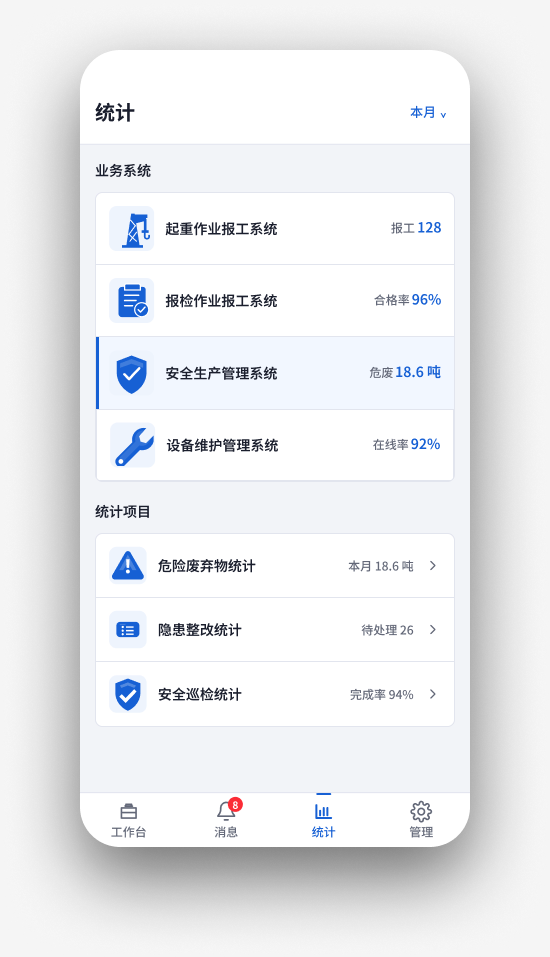 统计 本月
业务系统
起重作业报工系统 报工 128
报检作业报工系统 合格率 96%
安全生产管理系统 危废 18.6 吨
设备维护管理系统 在线率 92%
统计项目
危险废弃物统计 本月 18.6 吨
隐患整改统计 待处理 26
安全巡检统计 完成率 94%
8
工作台 消息 统计 管理